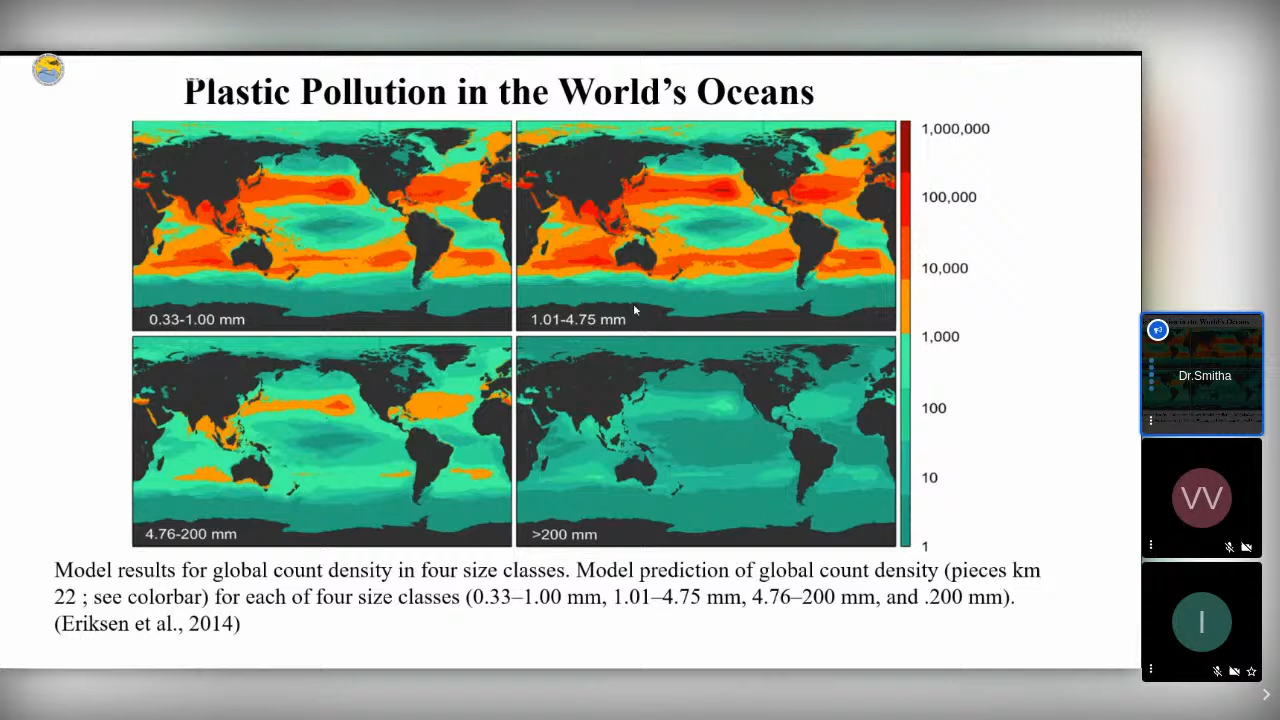 Plastic Pollution in the World's Oceans
0.33-1.00 mm
1.01-4.75 mm
4.76-200 mm
>200 mm
1,000,000
100,000
10,000
1,000
100
10
1
Model results for global count density in four size classes. Model prediction of global count density (pieces km
22 ; see colorbar) for each of four size classes (0.33–1.00 mm, 1.01–4.75 mm, 4.76–200 mm, and .200 mm).
(Eriksen et al., 2014)
Dr.Smitha
VV
I